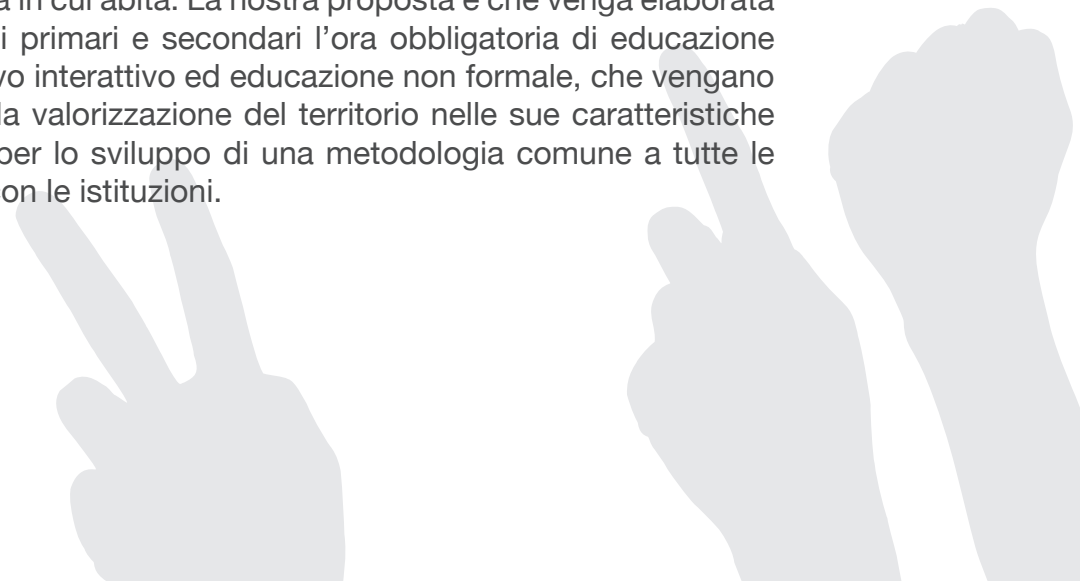 a in cui abita. La nostra proposta è che venga elaborata
i primari e secondari l’ora obbligatoria di educazione
vo interattivo ed educazione non formale, che vengano
la valorizzazione del territorio nelle sue caratteristiche
per lo sviluppo di una metodologia comune a tutte le
on le istituzioni.